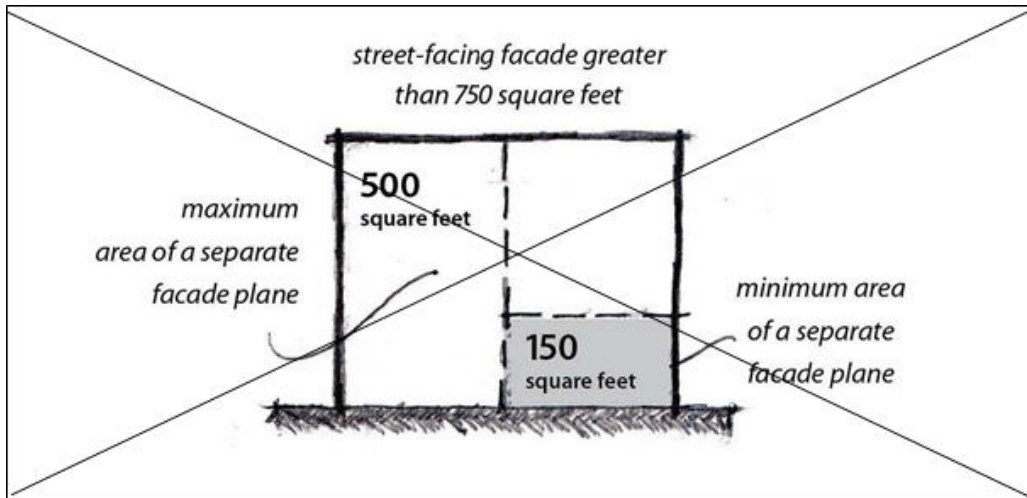 street-facing facade greater
than 750 square feet
500
square feet
maximum
area of a separate
facade plane
minimum area
of a separate
facade plane
150
square feet